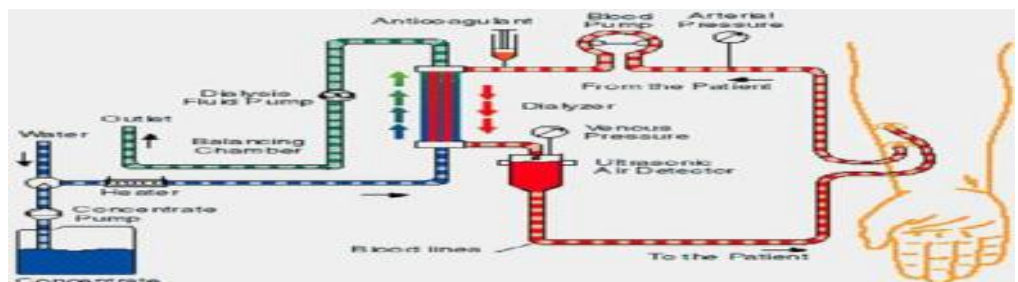 Anticoagulant
Blood
Pump
Arterial
Pressure
From the Patient
Dialysis
Fluid Pump
Dialyzer
Outlet
Water
Balancing
Chamber
Venous
Pressure
Ultrasonic
Air Detector
Heater
Concentrate
Pump
Blood lines
To the Patient
Concentrate